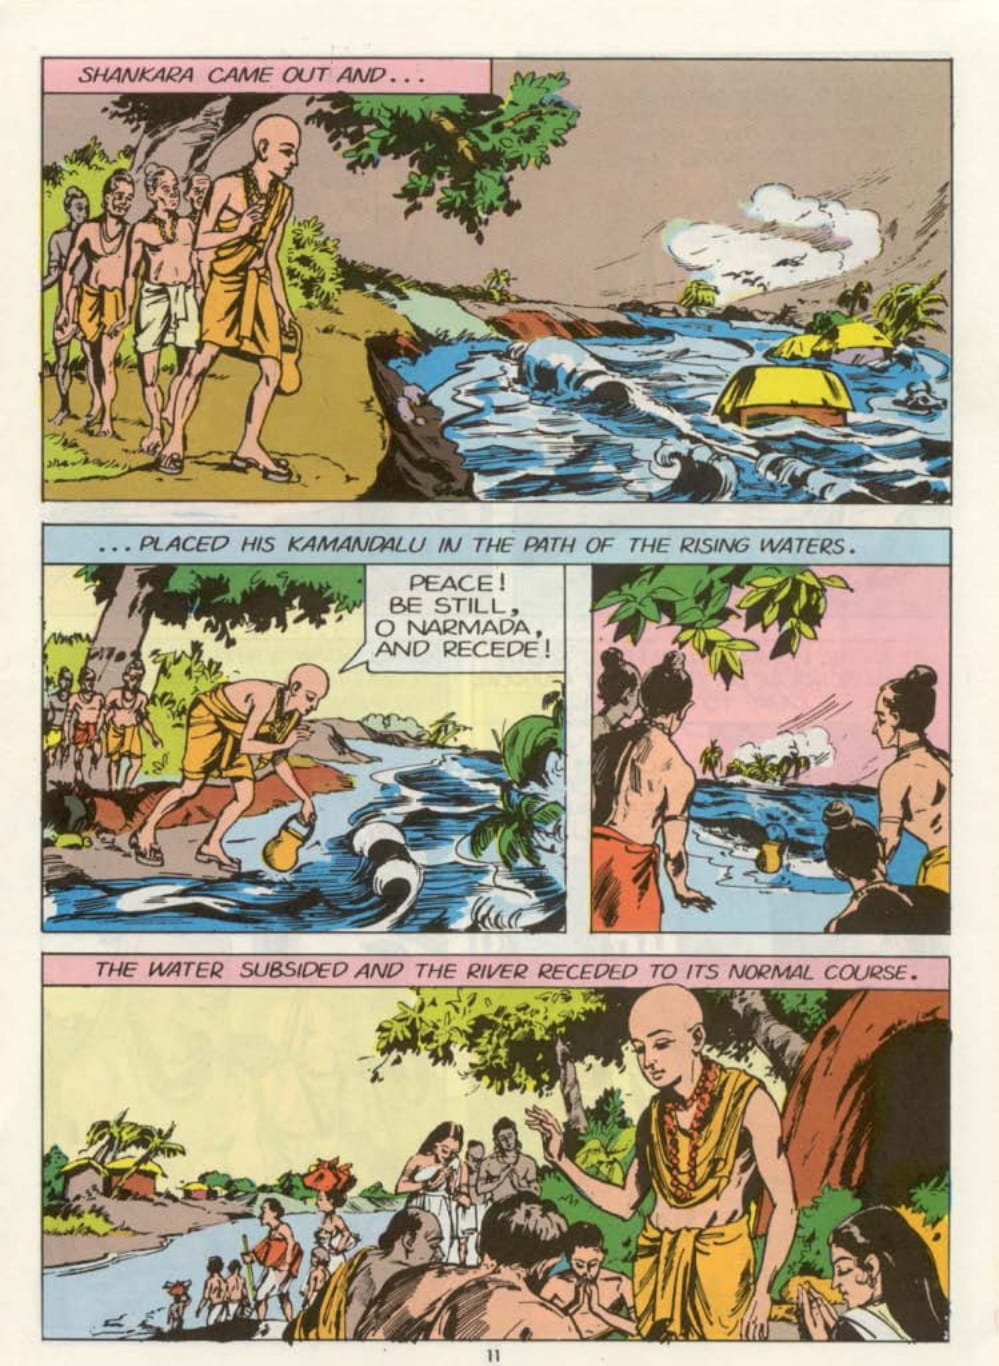 SHANKARA CAME OUT AND...
...PLACED HIS KAMANDALU IN THE PATH OF THE RISING WATERS.
PEACE!
BE STILL,
O NARMADA,
AND RECEDE!
THE WATER SUBSIDED AND THE RIVER RECEDED TO ITS NORMAL COURSE.
11